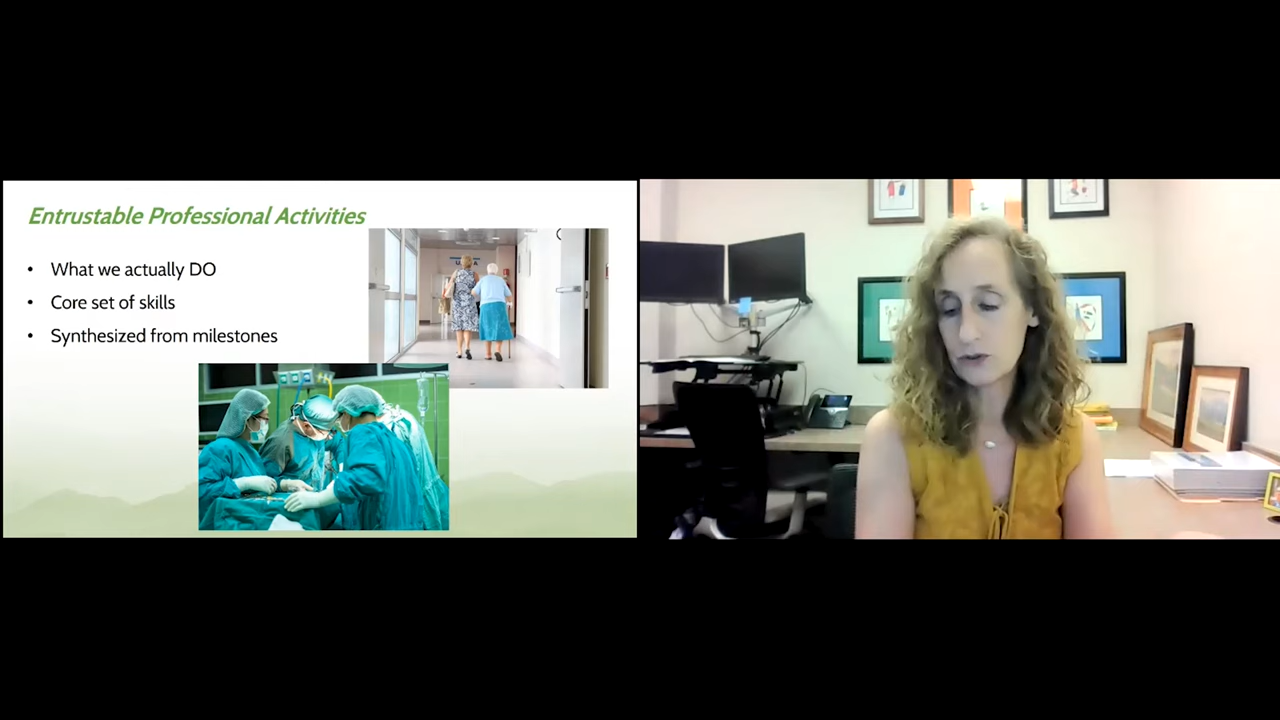 Entrustable Professional Activities
• What we actually DO
• Core set of skills
• Synthesized from milestones